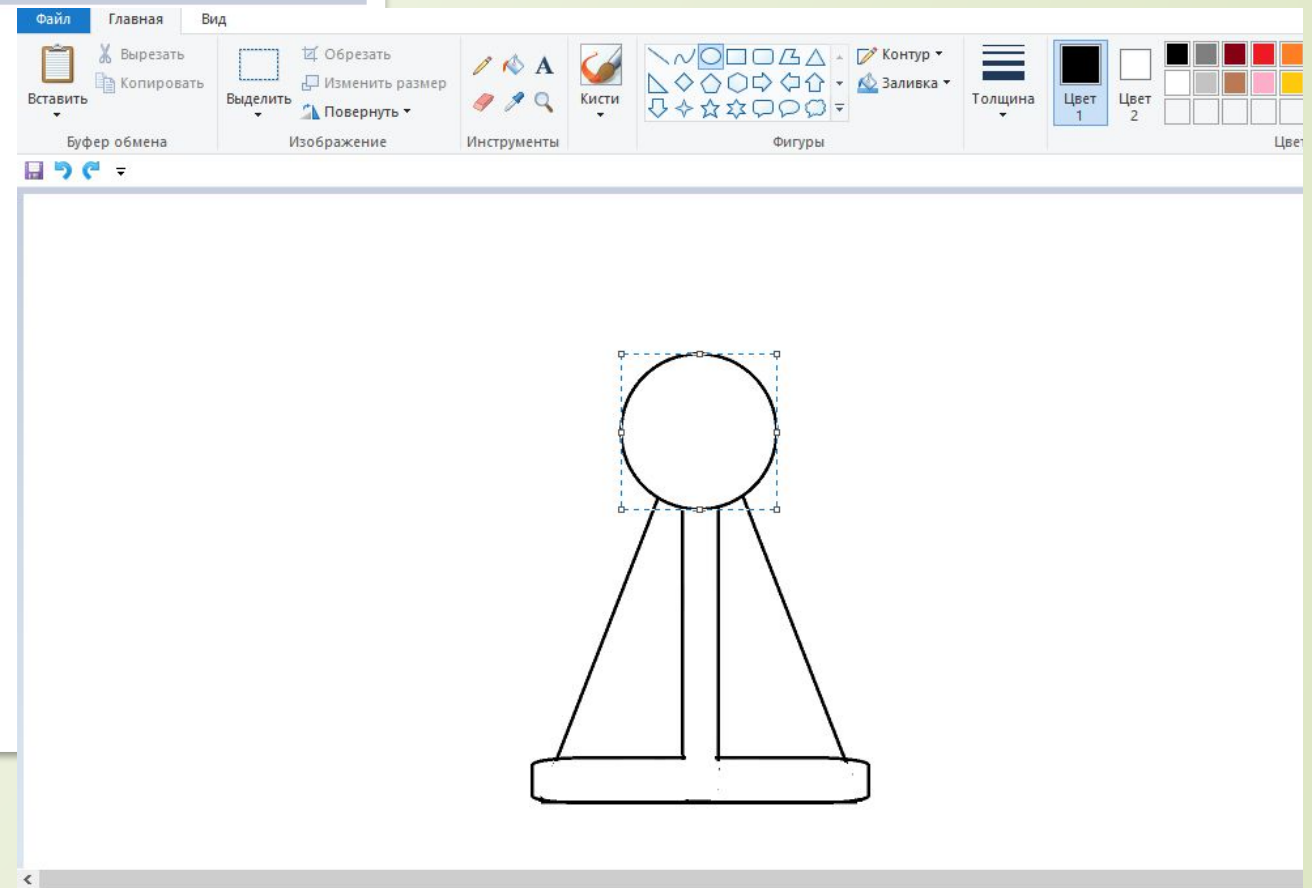 Файл Главная Вид
Вставить
Вырезать
Копировать
Буфер обмена
Выделить
Обрезать
Изменить размер
Повернуть
Изображение
A
Инструменты
Кисти
Фигуры
Контур
Заливка
Толщина
Цвет
1
Цвет
2